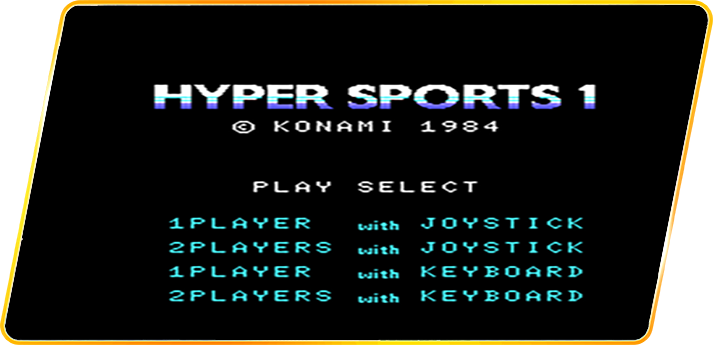 HYPER SPORTS 1
© KONAMI 1984
PLAY SELECT
1PLAYER with JOYSTICK
2PLAYERS with JOYSTICK
1PLAYER with KEYBOARD
2PLAYERS with KEYBOARD